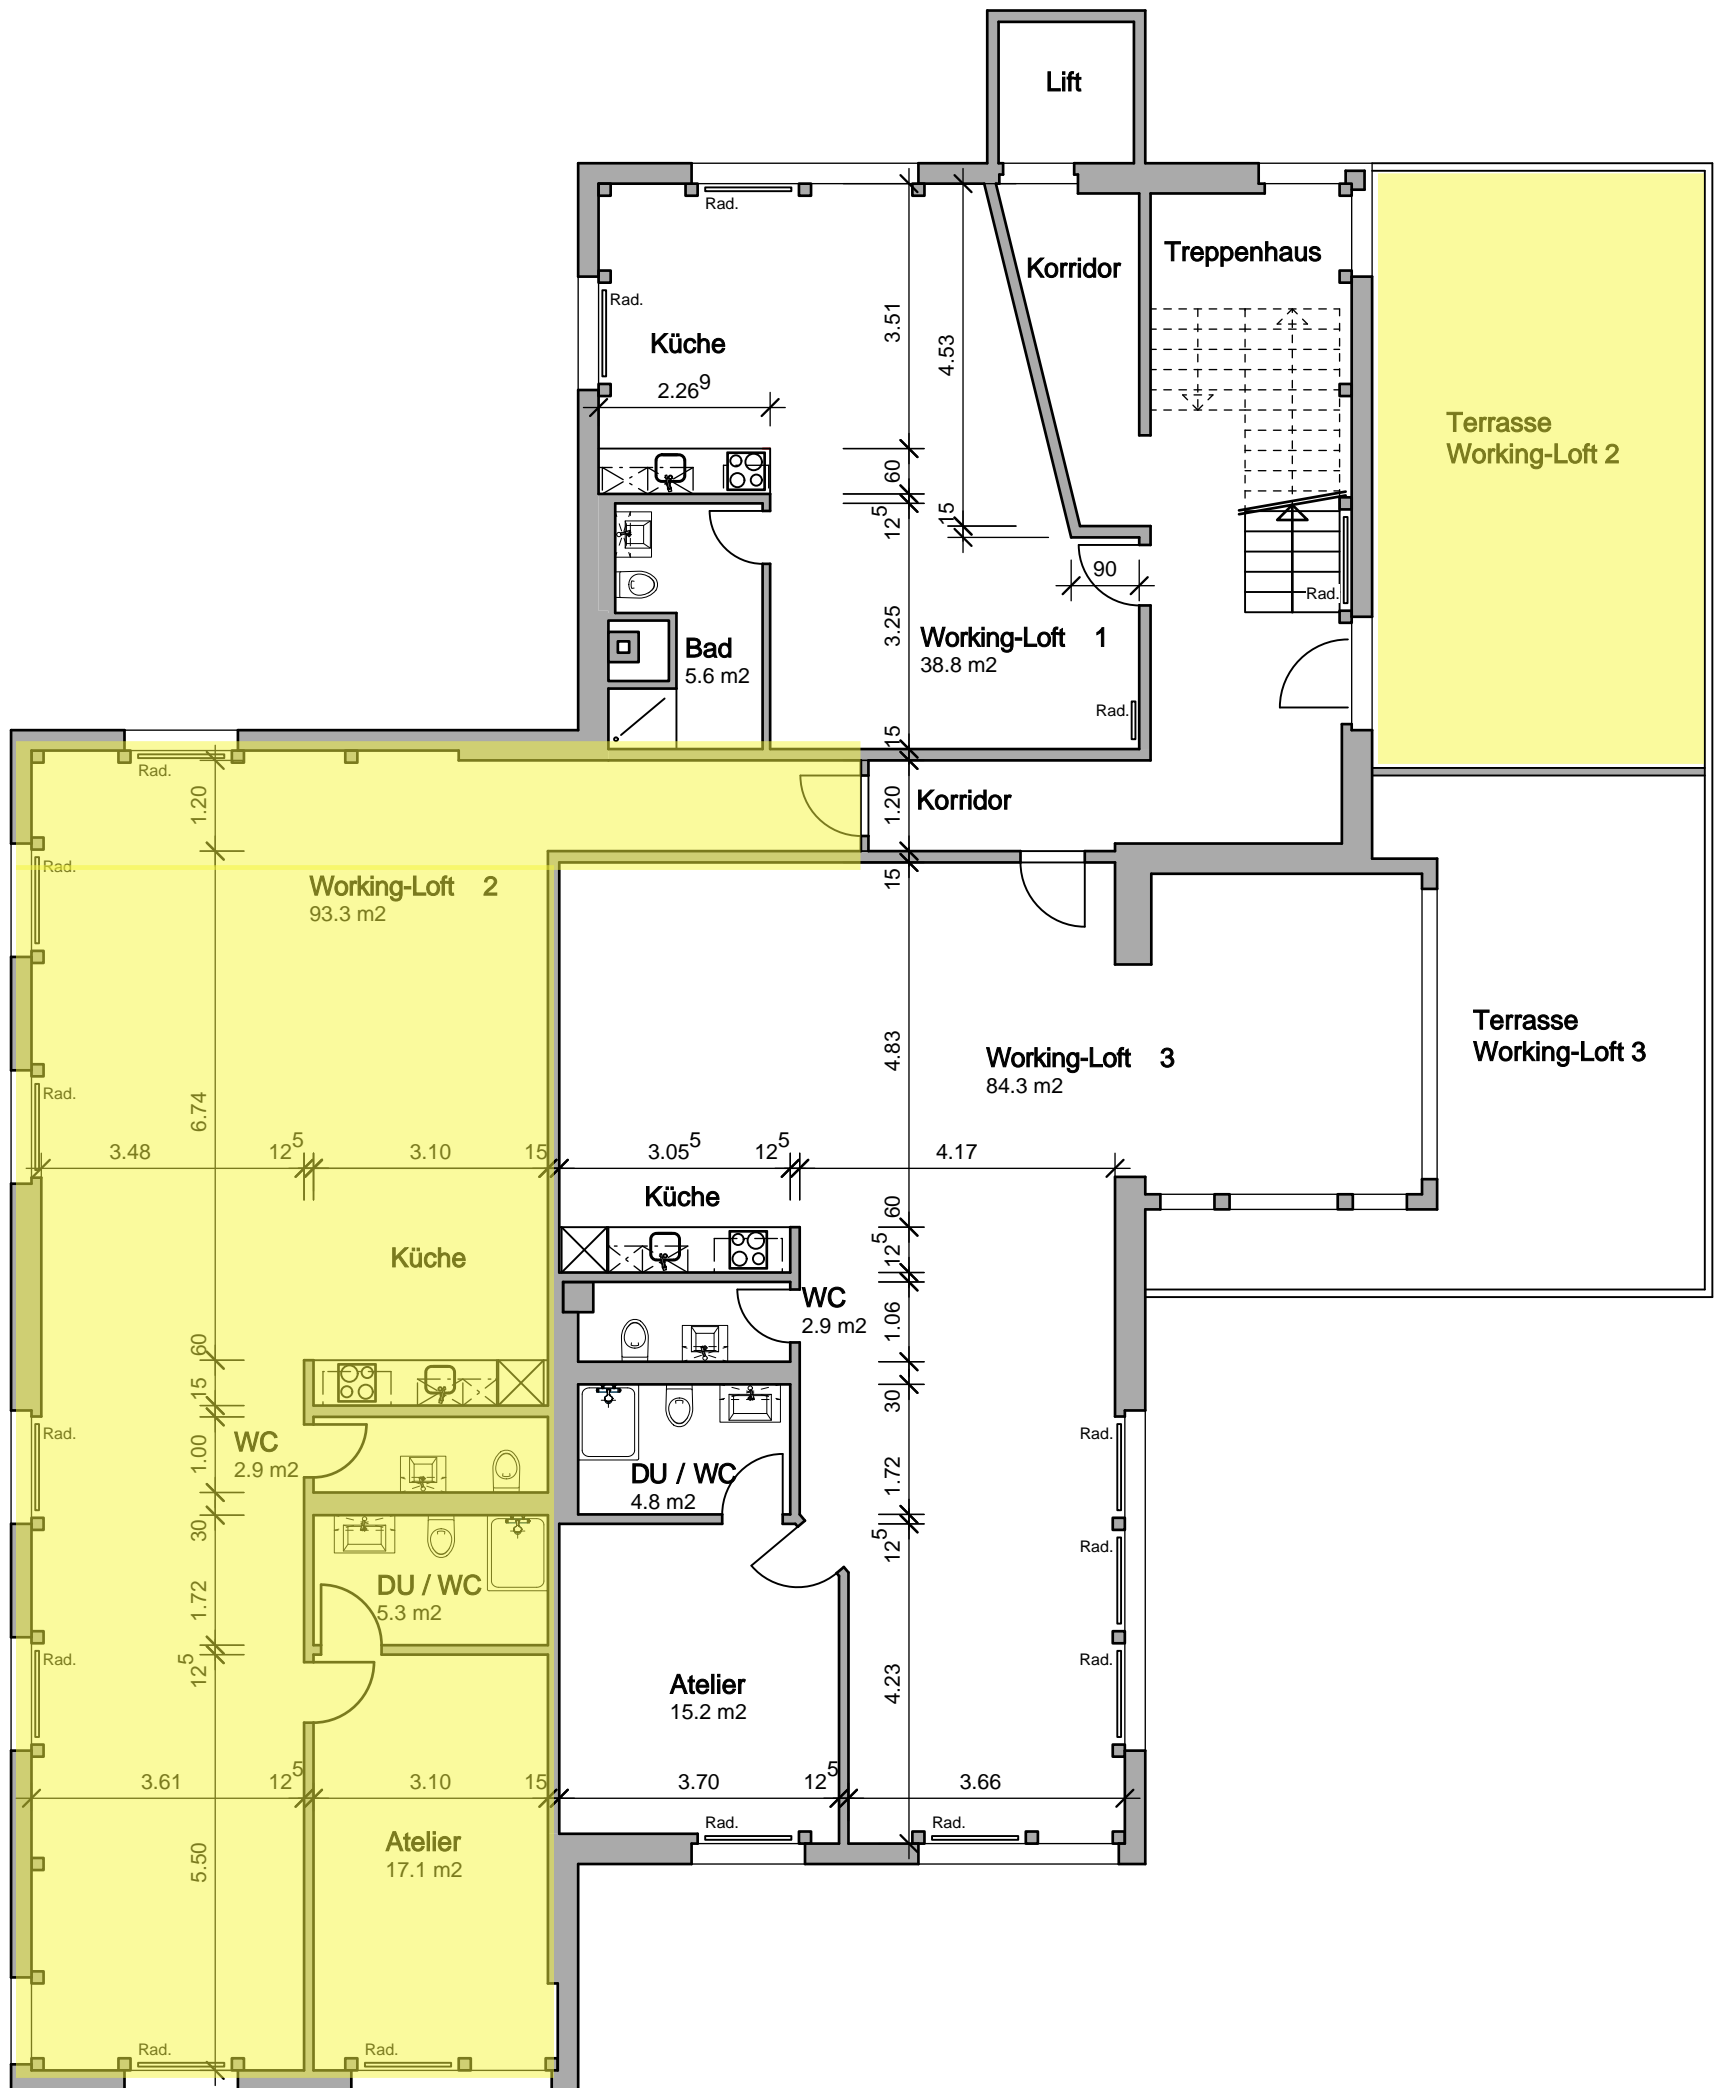 Lift
Rad.
Korridor
Treppenhaus
Rad.
3.51
Küche
4.53
2.26⁹
Terrasse
Working-Loft 2
60
12⁵
15
90
Rad.
3.25
Working-Loft 1
38.8 m2
Bad
5.6 m2
Rad.
15
Rad.
1.20
1.20
Korridor
Rad.
15
Working-Loft 2
93.3 m2
Terrasse
Working-Loft 3
4.83
Working-Loft 3
84.3 m2
Rad.
6.74
3.48
12⁵
3.10
15
3.05⁵
12⁵
4.17
Küche
60
Küche
12⁵
WC
2.9 m2
1.06
60
15
30
Rad.
WC
2.9 m2
1.00
Rad.
DU / WC
4.8 m2
1.72
30
12⁵
Rad.
DU / WC
5.3 m2
1.72
12⁵
Rad.
Rad.
Atelier
15.2 m2
4.23
3.61
12⁵
3.10
15
3.70
12⁵
3.66
Rad.
Rad.
Atelier
17.1 m2
5.50
Rad.
Rad.